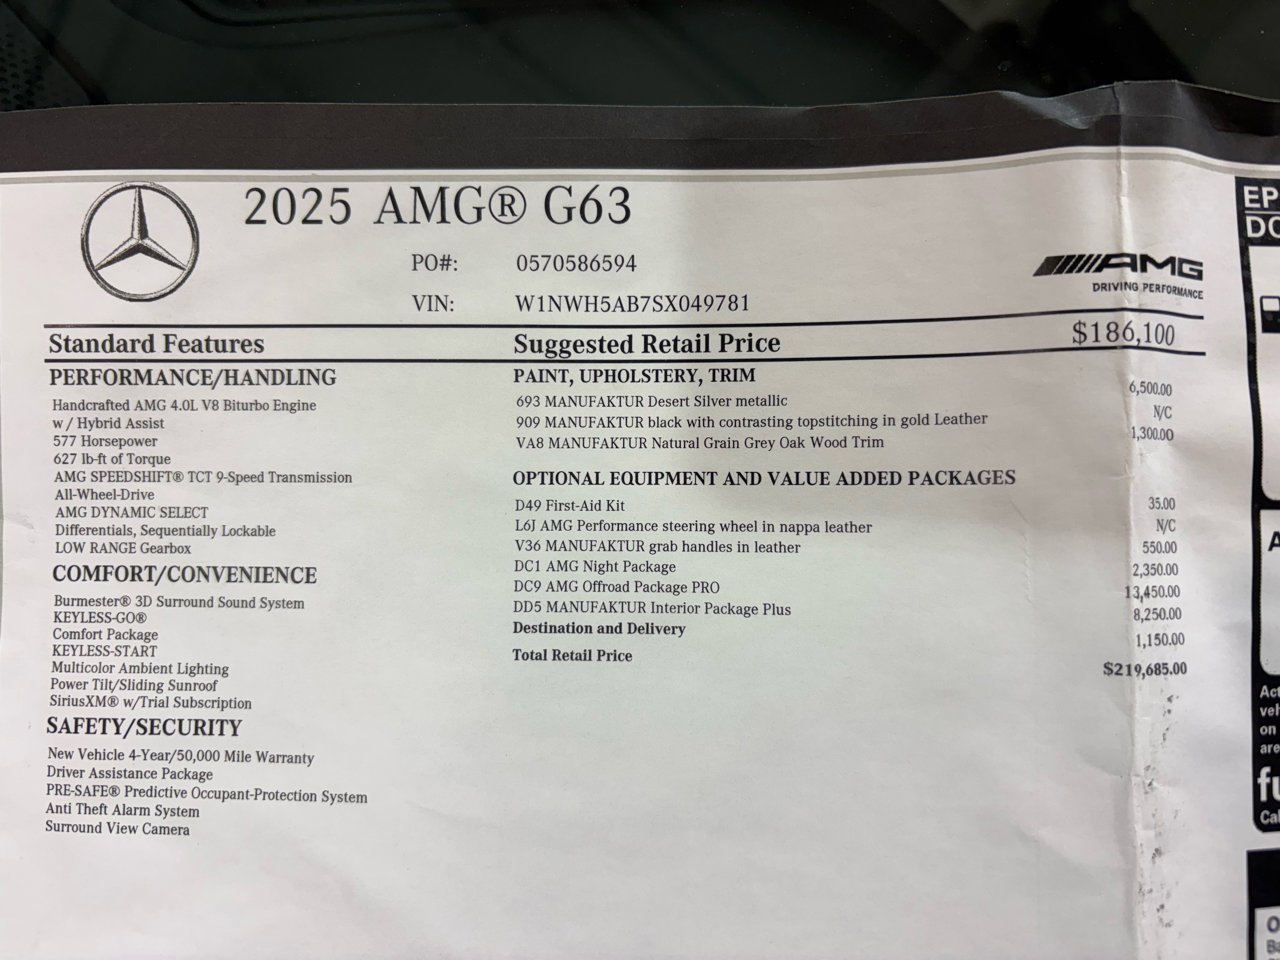 2025 AMG® G63
PO#: 0570586594
VIN: W1NWH5AB7SX049781
AMG
DRIVING PERFORMANCE
Standard Features
Suggested Retail Price $186,100
PERFORMANCE/HANDLING
Handcrafted AMG 4.0L V8 Biturbo Engine
w / Hybrid Assist
577 Horsepower
627 lb-ft of Torque
AMG SPEEDSHIFT® TCT 9-Speed Transmission
All-Wheel-Drive
AMG DYNAMIC SELECT
Differentials, Sequentially Lockable
LOW RANGE Gearbox
COMFORT/CONVENIENCE
Burmester® 3D Surround Sound System
KEYLESS-GO®
Comfort Package
KEYLESS-START
Multicolor Ambient Lighting
Power Tilt/Sliding Sunroof
SiriusXM® w/Trial Subscription
SAFETY/SECURITY
New Vehicle 4-Year/50,000 Mile Warranty
Driver Assistance Package
PRE-SAFE® Predictive Occupant-Protection System
Anti Theft Alarm System
Surround View Camera
PAINT, UPHOLSTERY, TRIM
693 MANUFAKTUR Desert Silver metallic 6,500.00
909 MANUFAKTUR black with contrasting topstitching in gold Leather N/C
VA8 MANUFAKTUR Natural Grain Grey Oak Wood Trim 1,300.00
OPTIONAL EQUIPMENT AND VALUE ADDED PACKAGES
D49 First-Aid Kit 35.00
L6J AMG Performance steering wheel in nappa leather N/C
V36 MANUFAKTUR grab handles in leather 550.00
DC1 AMG Night Package 2,350.00
DC9 AMG Offroad Package PRO 13,450.00
DD5 MANUFAKTUR Interior Package Plus 8,250.00
Destination and Delivery 1,150.00
Total Retail Price $219,685.00
EP
DO
on
are